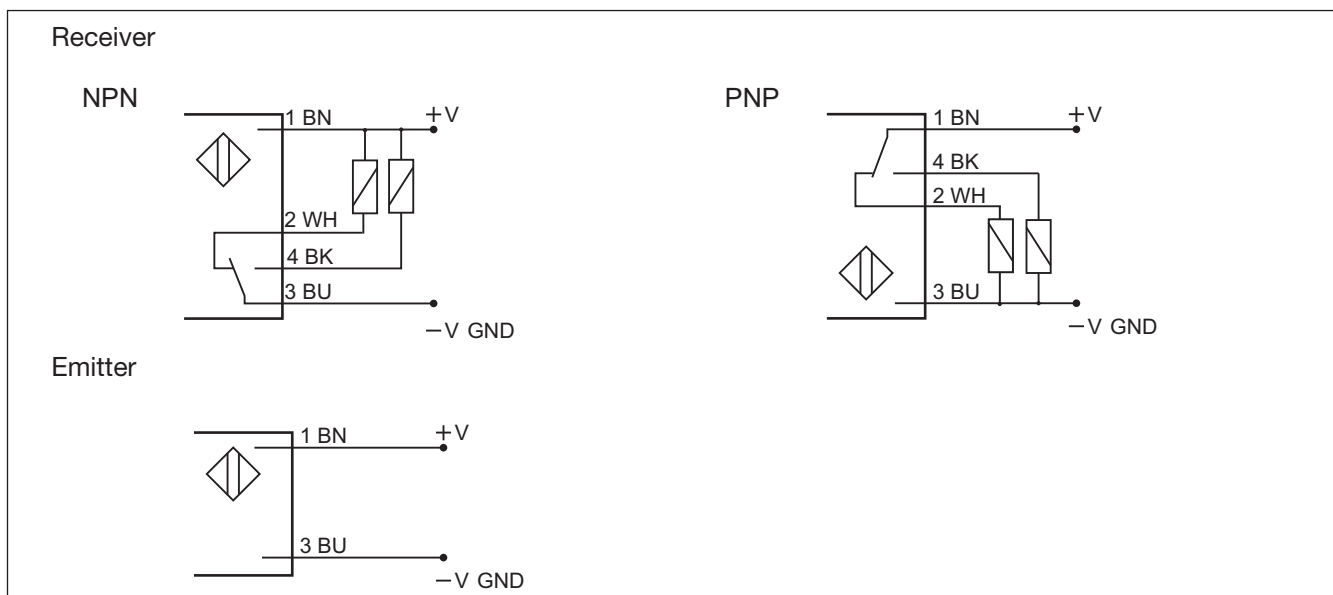 Receiver
NPN
1 BN
+V
2 WH
4 BK
3 BU
–V GND
PNP
1 BN
+V
4 BK
2 WH
3 BU
–V GND
Emitter
1 BN
+V
3 BU
–V GND